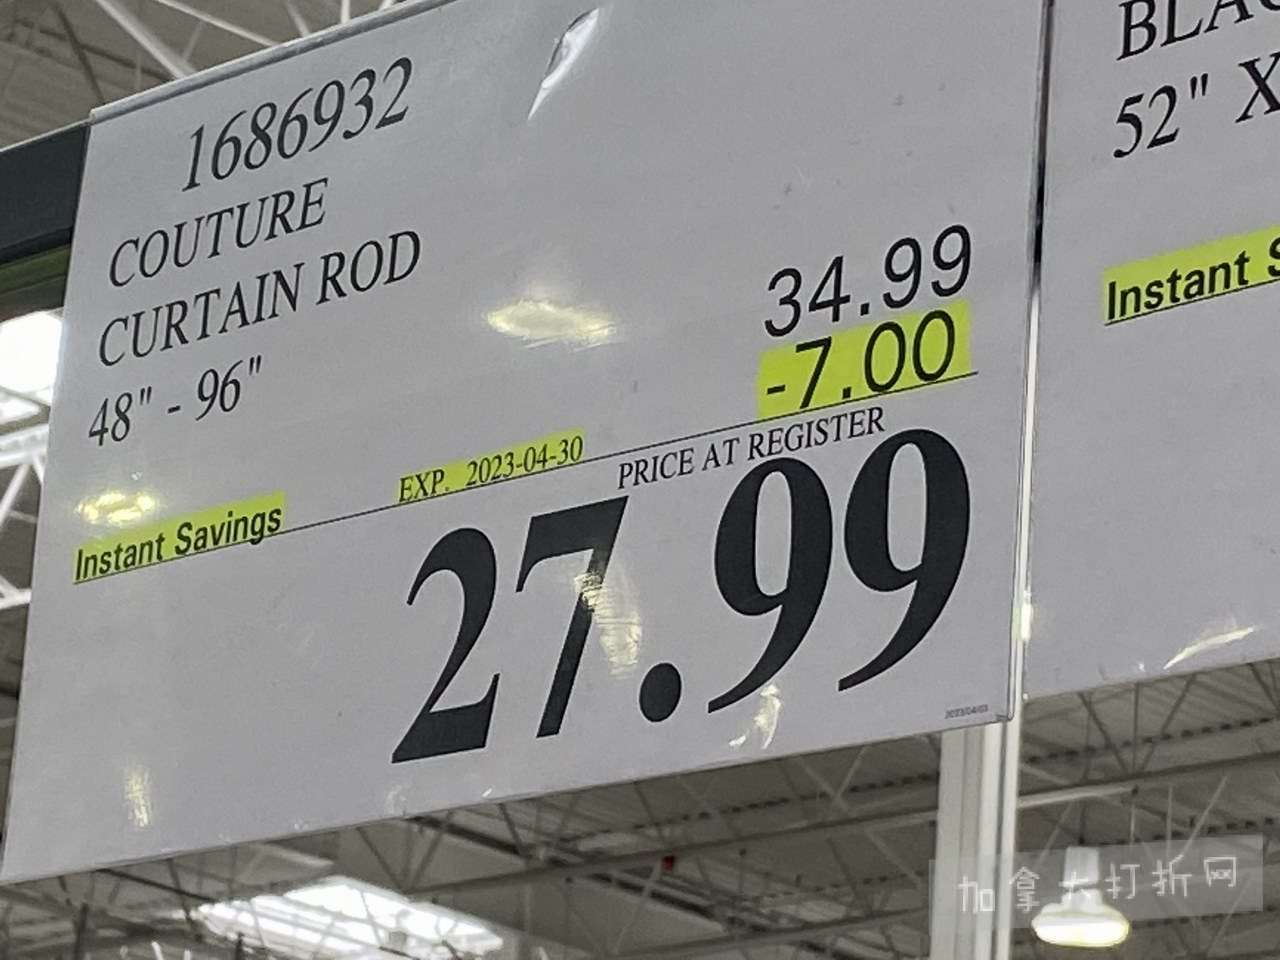 1686932
COUTURE
CURTAIN ROD
48" - 96"
34.99
-7.00
EXP. 2023-04-30
PRICE AT REGISTER
Instant Savings
27.99
52" X
Instant
加拿大打折网